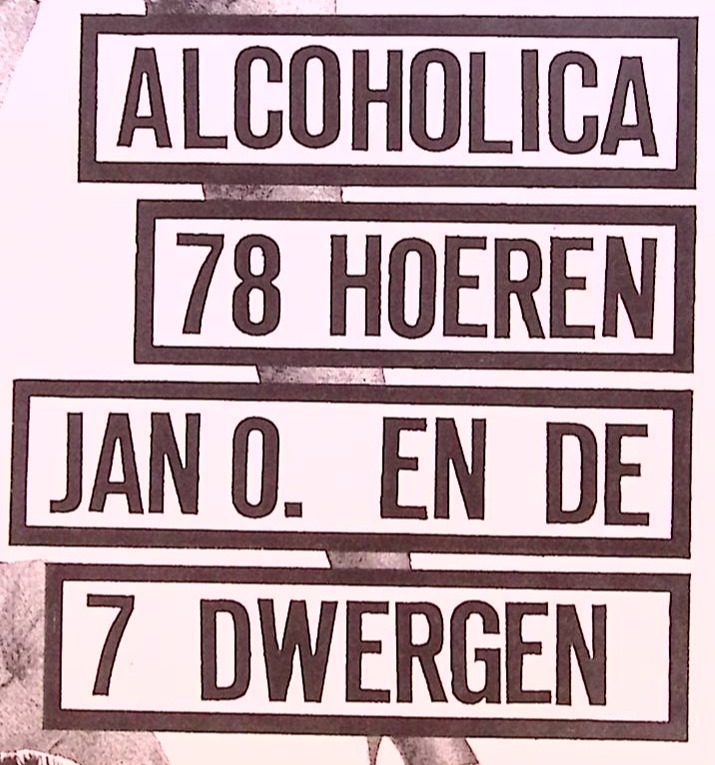 ALCOHOLICA
78 HOEREN
JAN O. EN DE
7 DWERGEN